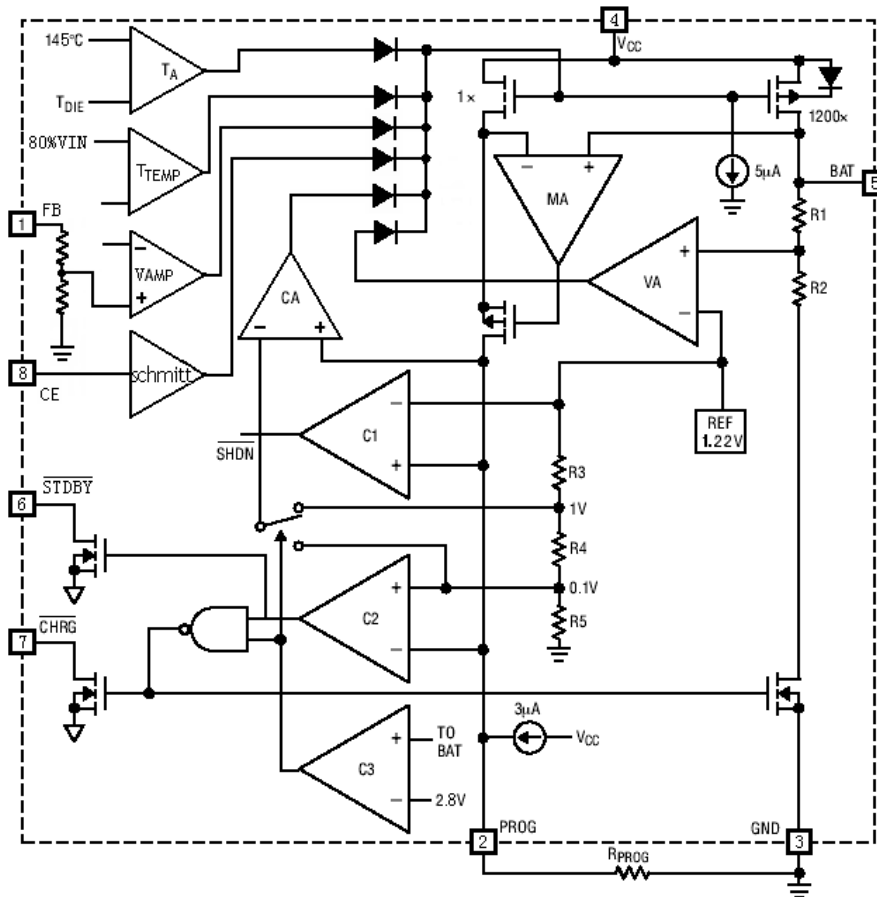 4
145°C
VCC
TA
1×
TDIE
1200×
80%VIN
TTEMP
− +
5μA
BAT
5
MA
1
FB
R1
−
VAMP
+
CA
− +
+
VA
−
R2
8
CE
schmitt
−
C1
+
SHDN
REF
1.22V
R3
STDBY
6
1V
R4
+
C2
−
0.1V
R5
CHRG
7
3μA
VCC
+
C3
−
TO
BAT
2.8V
PROG
2
GND
3
RPROG